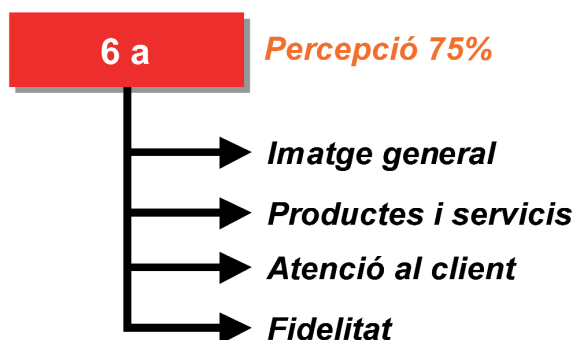 6 a
Percepció 75%
Imatge general
Productes i servicis
Atenció al client
Fidelitat